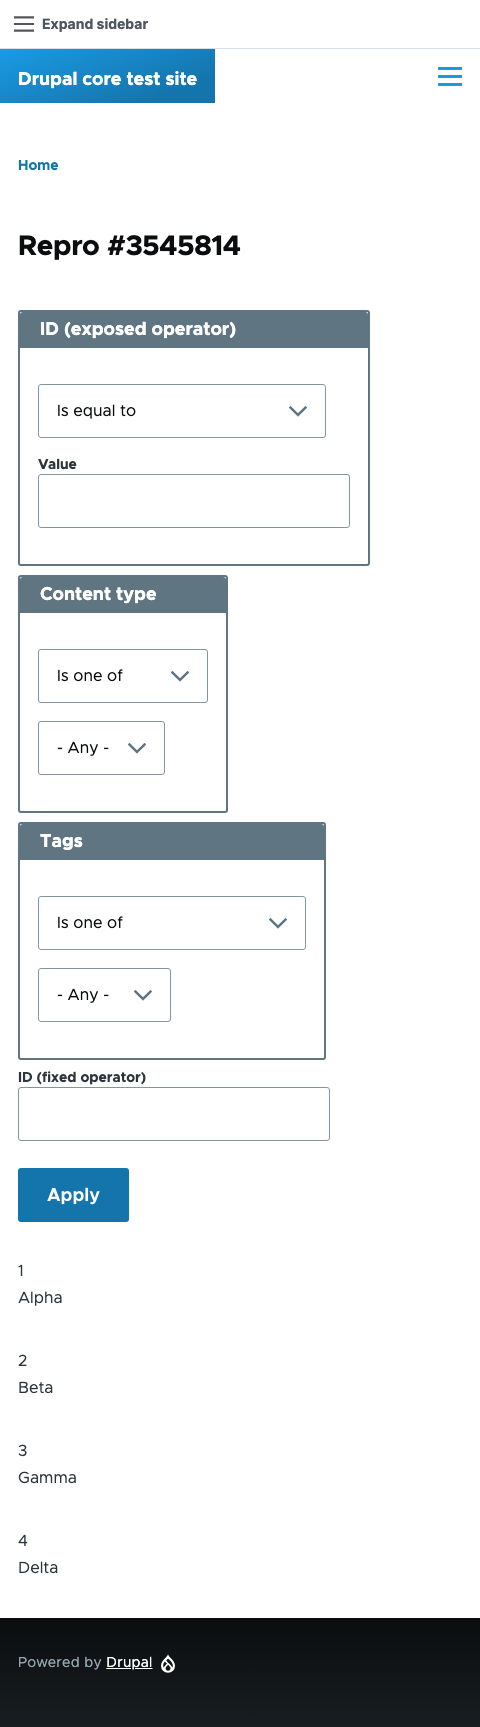 Expand sidebar
Drupal core test site
Home
Repro #3545814
ID (exposed operator)
Is equal to
Value
Content type
Is one of
- Any -
Tags
Is one of
- Any -
ID (fixed operator)
Apply
1
Alpha
2
Beta
3
Gamma
4
Delta
Powered by Drupal